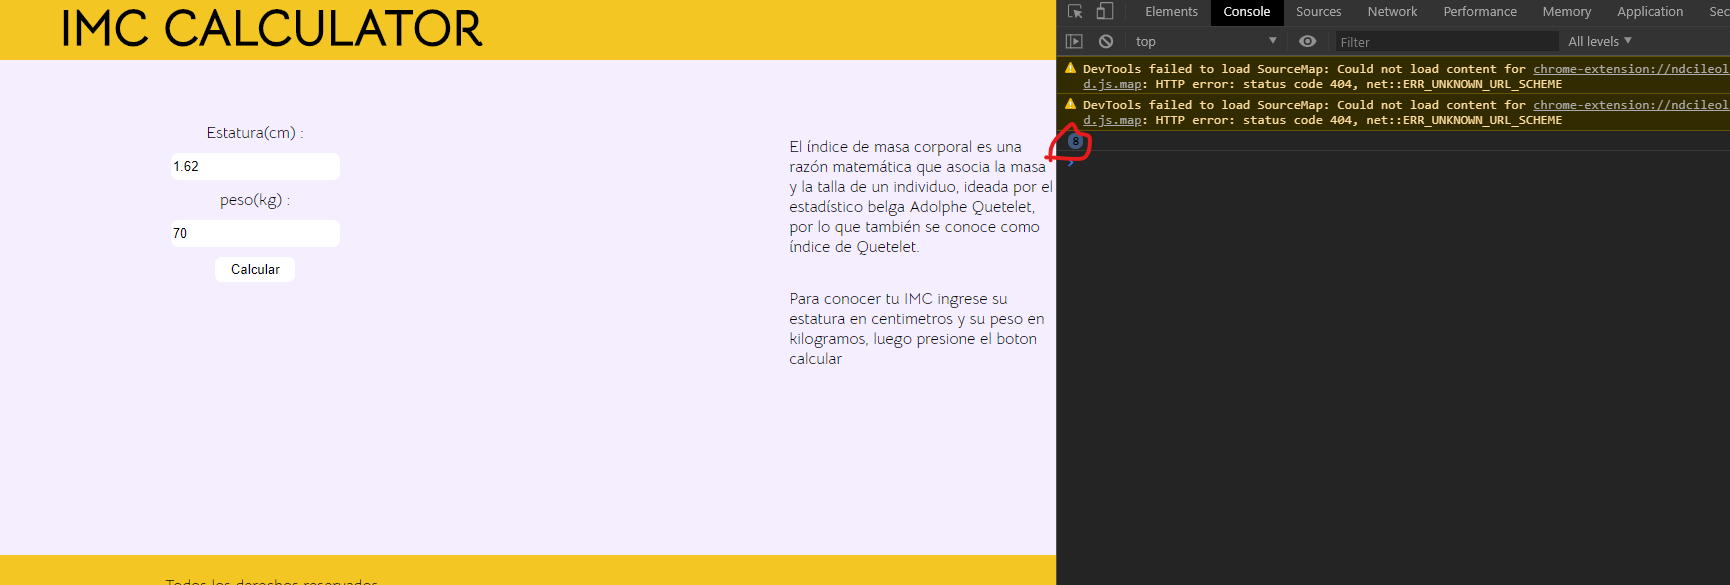 IMC CALCULATOR
Estatura(cm) :
1.62
peso(kg) :
70
Calcular
El índice de masa corporal es una
razón matemática que asocia la masa
y la talla de un individuo, ideada por el
estadístico belga Adolphe Quetelet,
por lo que también se conoce como
índice de Quetelet.
Para conocer tu IMC ingrese su
estatura en centimetros y su peso en
kilogramos, luego presione el boton
calcular
Todos los derechos reservados
Elements Console Sources Network Performance Memory Application Sec
top Filter All levels
DevTools failed to load SourceMap: Could not load content for chrome-extension://ndcileol
d.js.map: HTTP error: status code 404, net::ERR_UNKNOWN_URL_SCHEME
DevTools failed to load SourceMap: Could not load content for chrome-extension://ndcileol
d.js.map: HTTP error: status code 404, net::ERR_UNKNOWN_URL_SCHEME
8